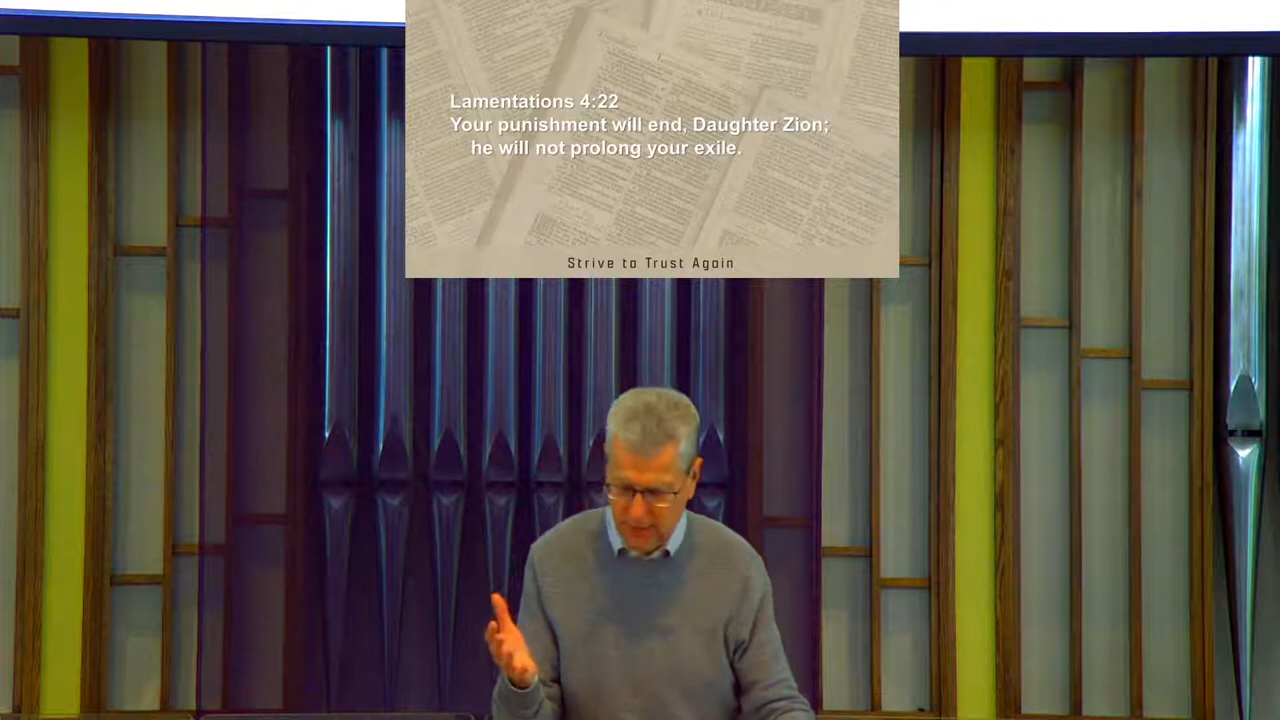 Lamentations 4:22
Your punishment will end, Daughter Zion;
he will not prolong your exile.
Strive to Trust Again